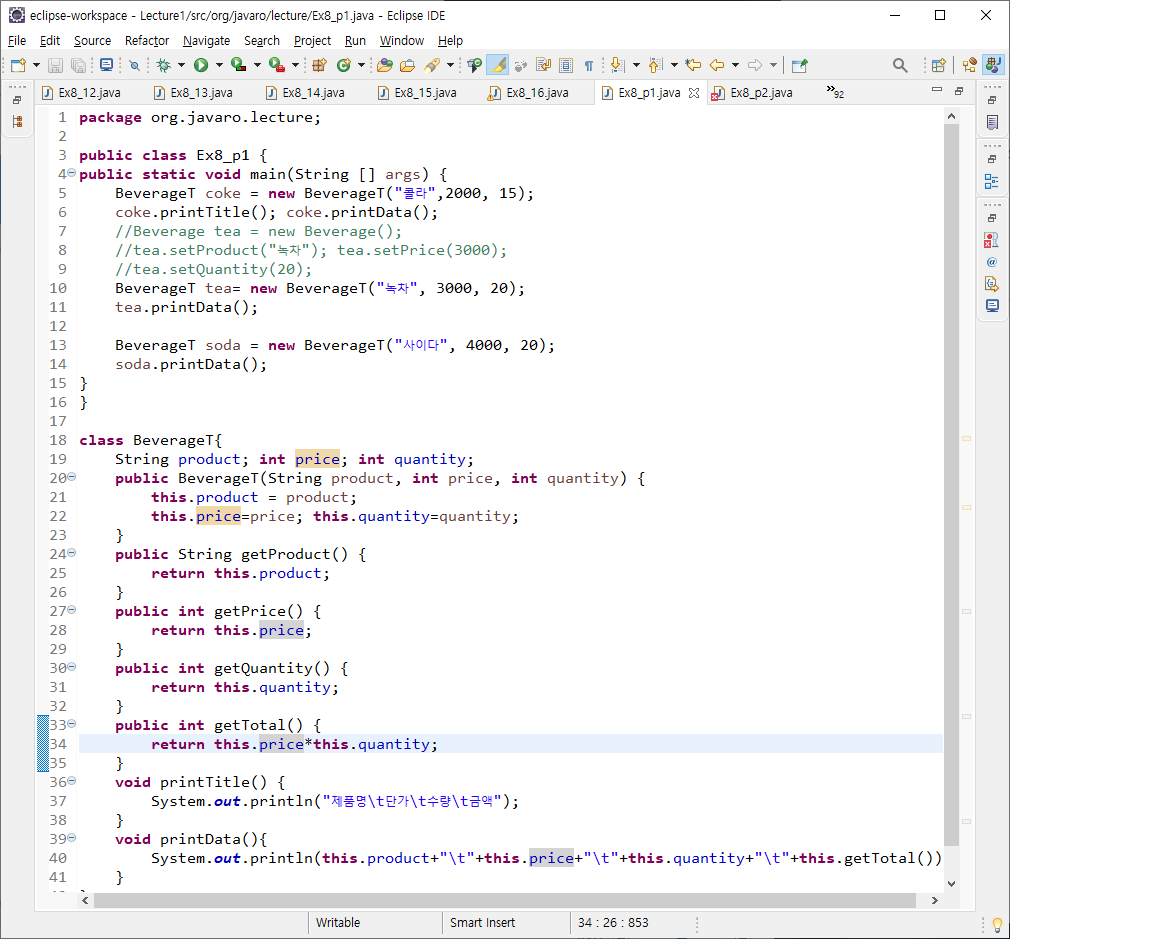 eclipse-workspace - Lecture1/src/org/javaro/lecture/Ex8_p1.java - Eclipse IDE
File Edit Source Refactor Navigate Search Project Run Window Help
Ex8_12.java Ex8_13.java Ex8_14.java Ex8_15.java Ex8_16.java Ex8_p1.java Ex8_p2.java »92
1 package org.javaro.lecture;
2
3 public class Ex8_p1 {
4 public static void main(String [] args) {
5 BeverageT coke = new BeverageT("콜라",2000, 15);
6 coke.printTitle(); coke.printData();
7 //Beverage tea = new Beverage();
8 //tea.setProduct("녹차"); tea.setPrice(3000);
9 //tea.setQuantity(20);
10 BeverageT tea= new BeverageT("녹차", 3000, 20);
11 tea.printData();
12
13 BeverageT soda = new BeverageT("사이다", 4000, 20);
14 soda.printData();
15 }
16 }
17
18 class BeverageT{
19 String product; int price; int quantity;
20 public BeverageT(String product, int price, int quantity) {
21 this.product = product;
22 this.price=price; this.quantity=quantity;
23 }
24 public String getProduct() {
25 return this.product;
26 }
27 public int getPrice() {
28 return this.price;
29 }
30 public int getQuantity() {
31 return this.quantity;
32 }
33 public int getTotal() {
34 return this.price*this.quantity;
35 }
36 void printTitle() {
37 System.out.println("제품명\t단가\t수량\t금액");
38 }
39 void printData(){
40 System.out.println(this.product+"\t"+this.price+"\t"+this.quantity+"\t"+this.getTotal())
41 }
Writable Smart Insert 34 : 26 : 853